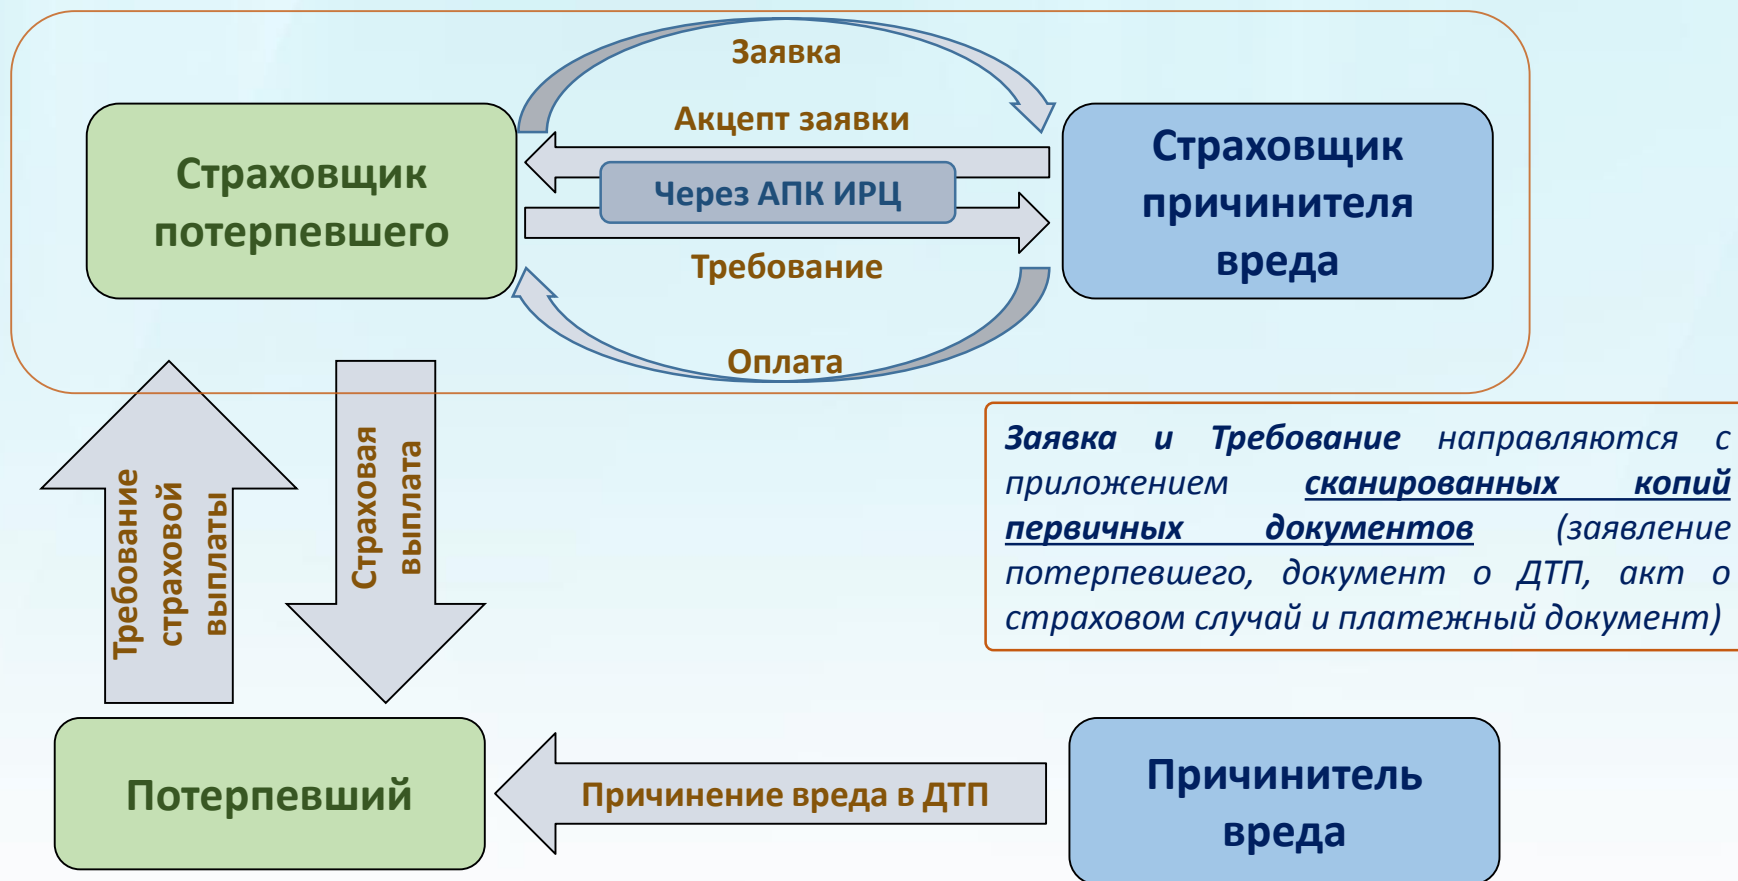 Заявка
Акцепт заявки
Страховщик
потерпевшего
Через АПК ИРЦ
Страховщик
причинителя
вреда
Требование
Оплата
Требование
страховой
выплаты
Страховая
выплата
Заявка и Требование направляются с
приложением сканированных копий
первичных документов (заявление
потерпевшего, документ о ДТП, акт о
страховом случай и платежный документ)
Потерпевший
Причинение вреда в ДТП
Причинитель
вреда